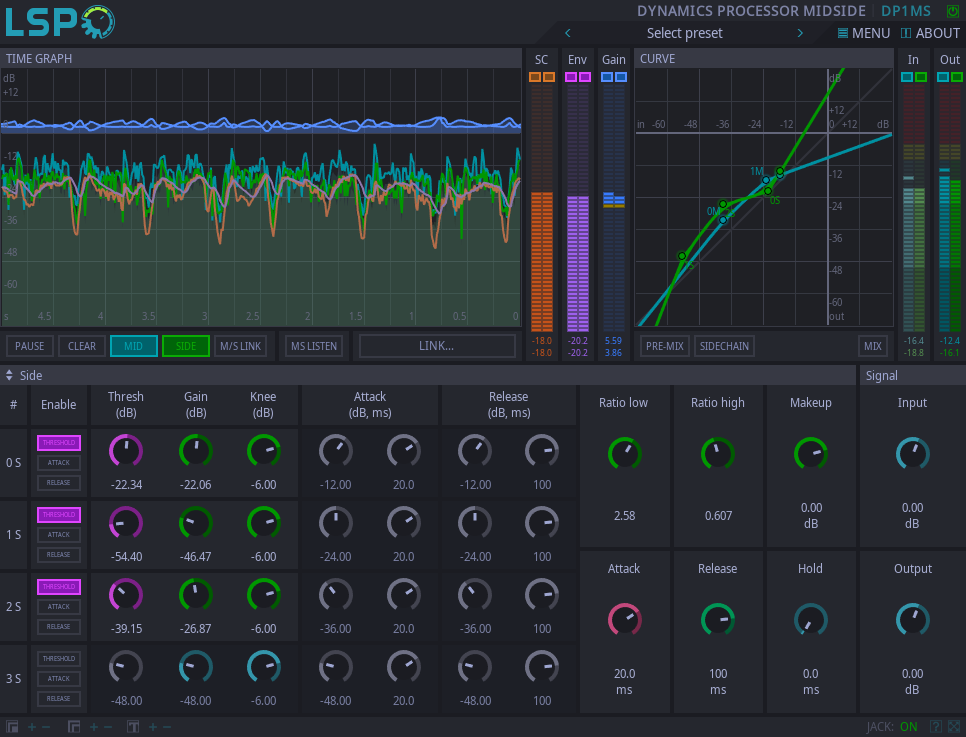 LSP
DYNAMICS PROCESSOR MIDSIDE DP1MS
Select preset
MENU ABOUT
TIME GRAPH
SC Env Gain
CURVE
In Out
dB
+12
-12
-36
-48
-60
s 4.5 4 3.5 3 2.5 2 1.5 1 0.5 0
dB
+12
in -60 -48 -36 -24 -12 0 +12 dB
-12
-24
-36
-48
-60
out
1M
0M
0S
-18.0 -20.2 5.59
-18.0 -20.2 3.86
-16.4 -12.4
-18.8 -16.1
PAUSE CLEAR MID SIDE M/S LINK MS LISTEN LINK...
PRE-MIX SIDECHAIN MIX
Side
Signal
# Enable
Thresh (dB)
Gain (dB)
Knee (dB)
Attack (dB, ms)
Release (dB, ms)
Ratio low Ratio high Makeup Input
0 S
THRESHOLD
ATTACK
RELEASE
-22.34 -22.06 -6.00 -12.00 20.0 -12.00 100
2.58 0.607 0.00 dB 0.00 dB
1 S
THRESHOLD
ATTACK
RELEASE
-54.40 -46.47 -6.00 -24.00 20.0 -24.00 100
Attack Release Hold Output
2 S
THRESHOLD
ATTACK
RELEASE
-39.15 -26.87 -6.00 -36.00 20.0 -36.00 100
20.0 ms 100 ms 0.0 ms 0.00 dB
3 S
THRESHOLD
ATTACK
RELEASE
-48.00 -48.00 -6.00 -48.00 20.0 -48.00 100
JACK: ON